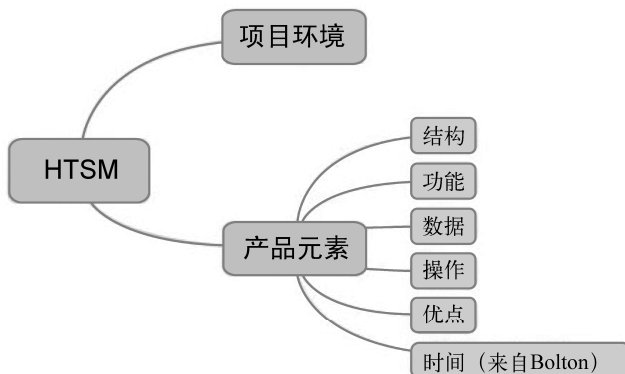 项目环境
HTSM
产品元素
结构
功能
数据
操作
优点
时间（来自Bolton）